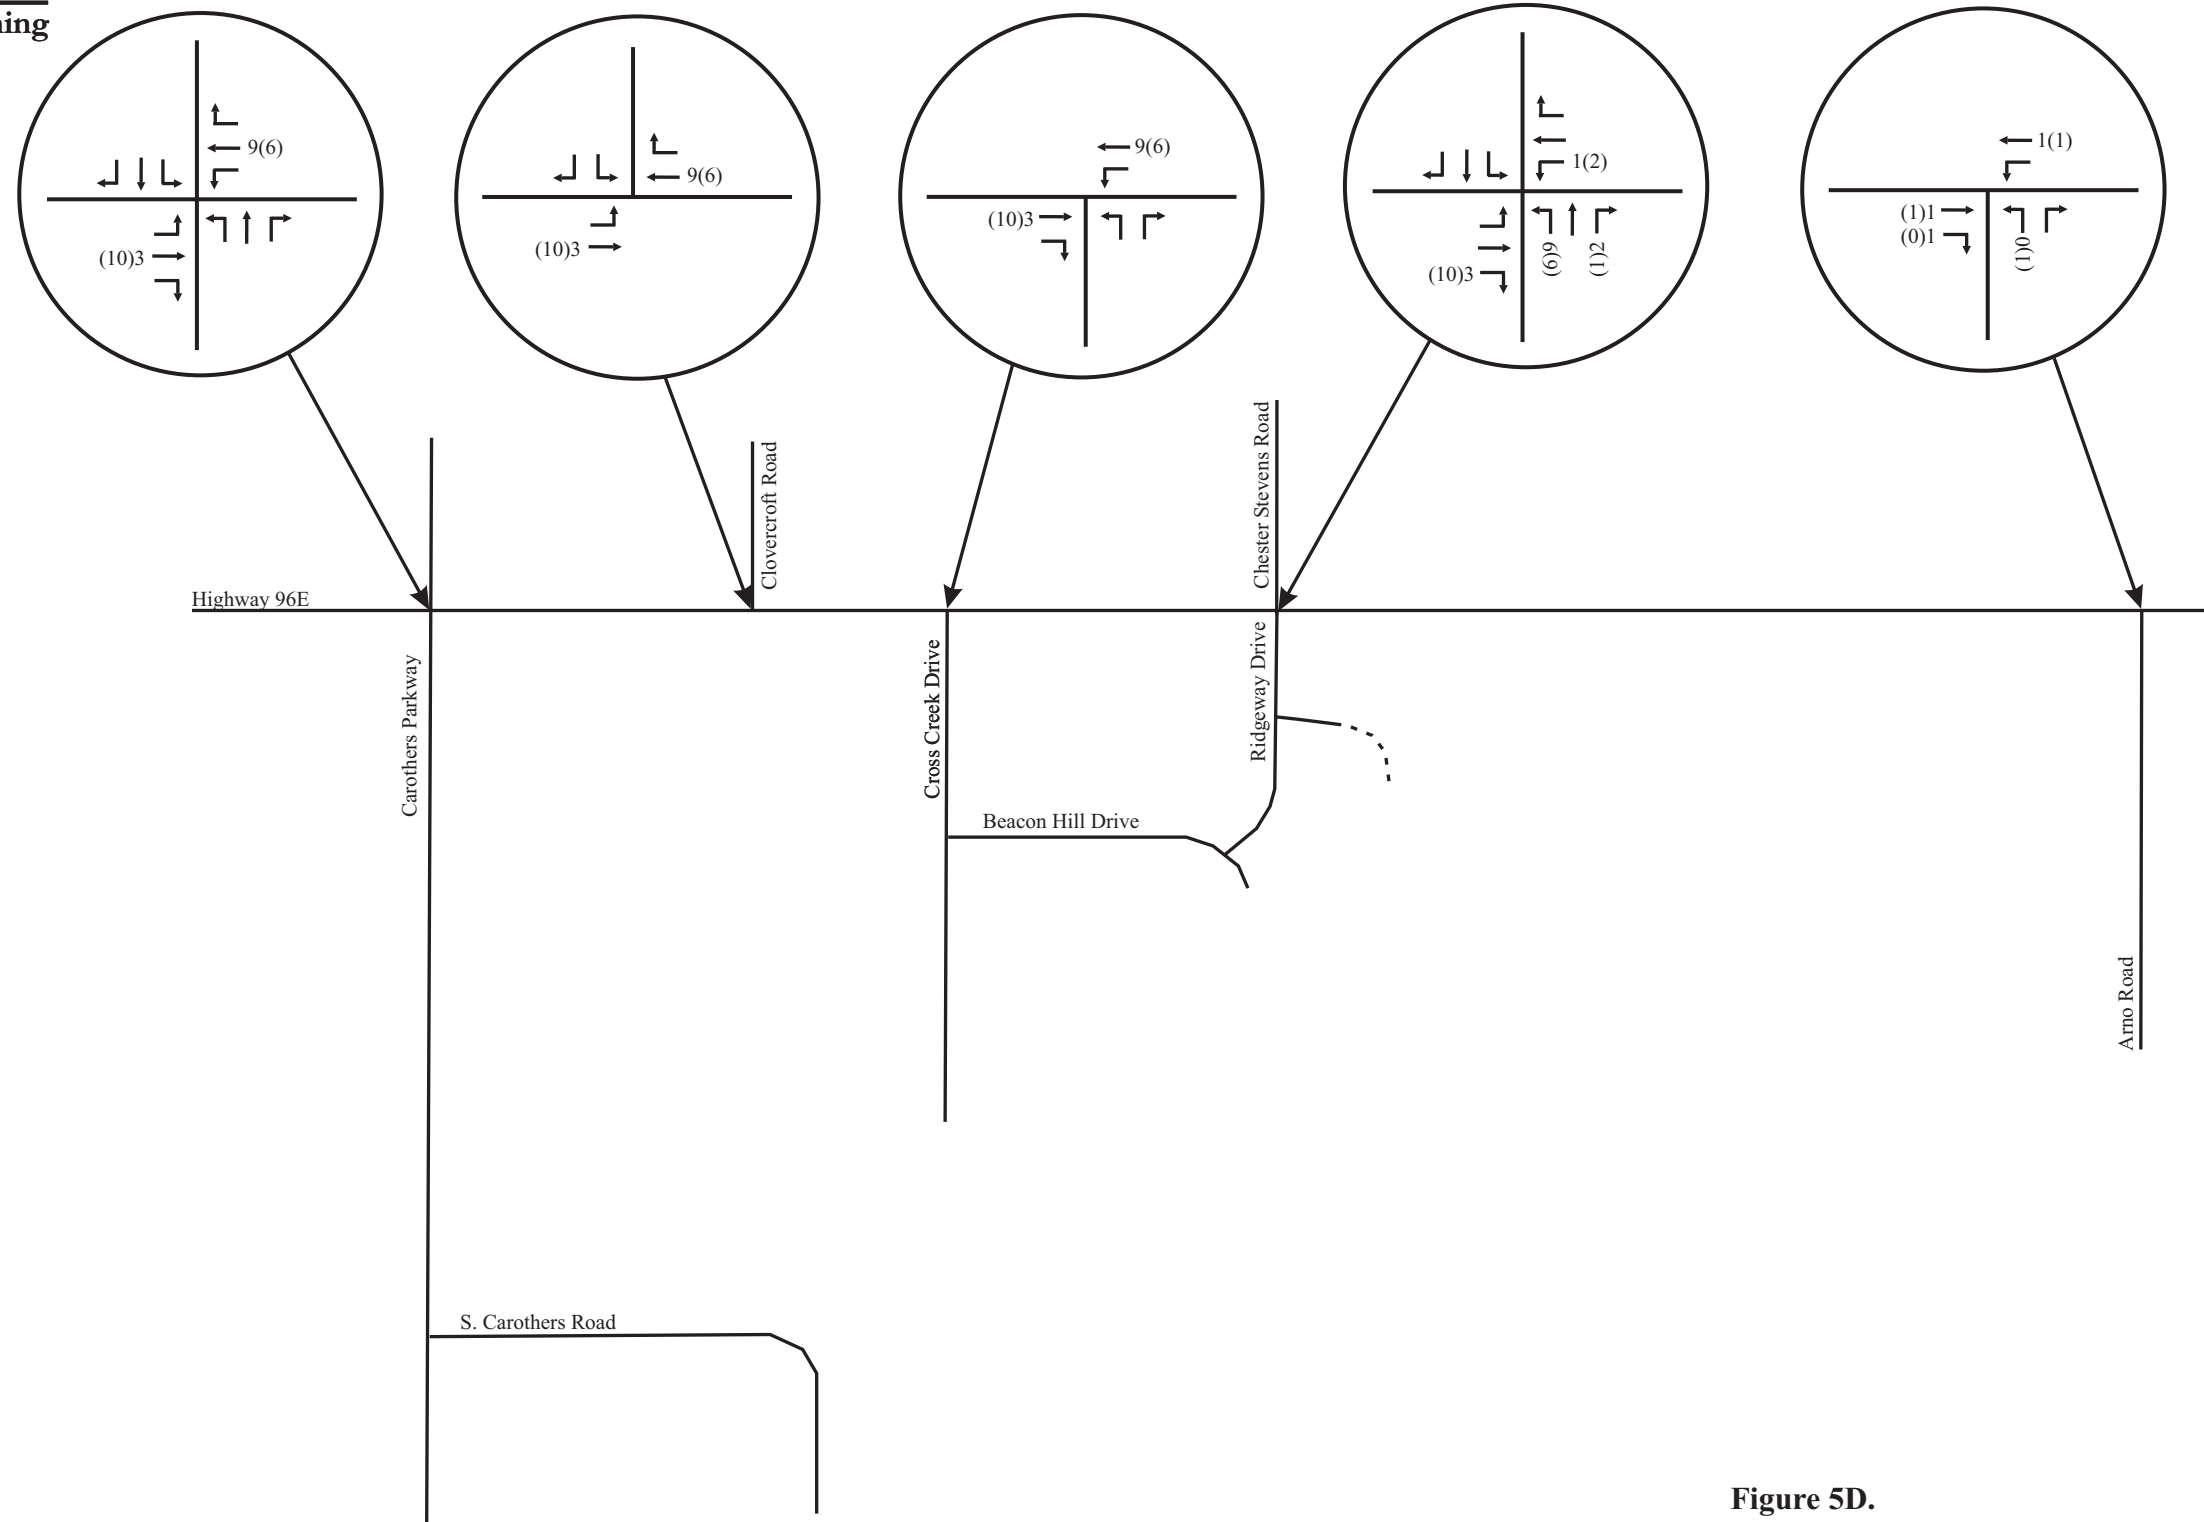 ning
9(6)
(10)3
9(6)
(10)3
9(6)
(10)3
1(2)
(10)3
(6)9
(1)2
1(1)
(1)1
(0)1
(1)0
Highway 96E
Clovercroft Road
Chester Stevens Road
Carothers Parkway
Cross Creek Drive
Ridgeway Drive
Beacon Hill Drive
Arno Road
S. Carothers Road
Figure 5D.